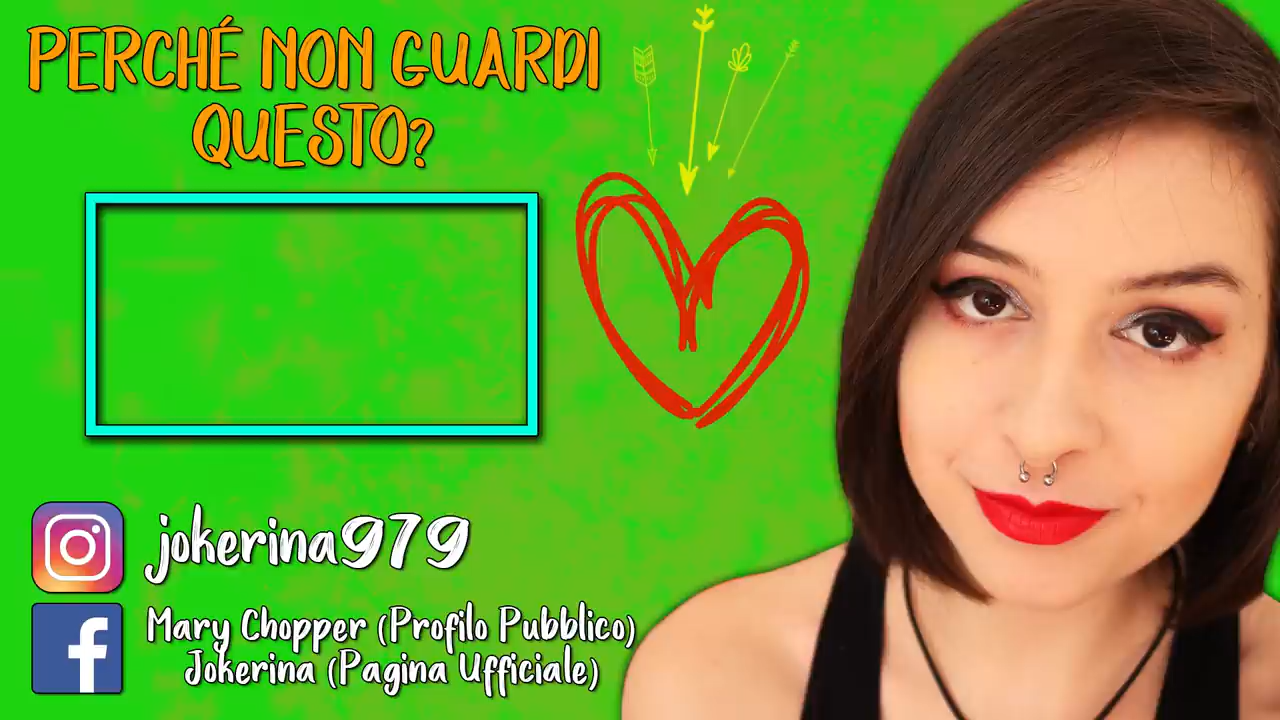 PERCHÉ NON GUARDI
QUESTO?
jokerina979
Mary Chopper (Profilo Pubblico)
Jokerina (Pagina Ufficiale)